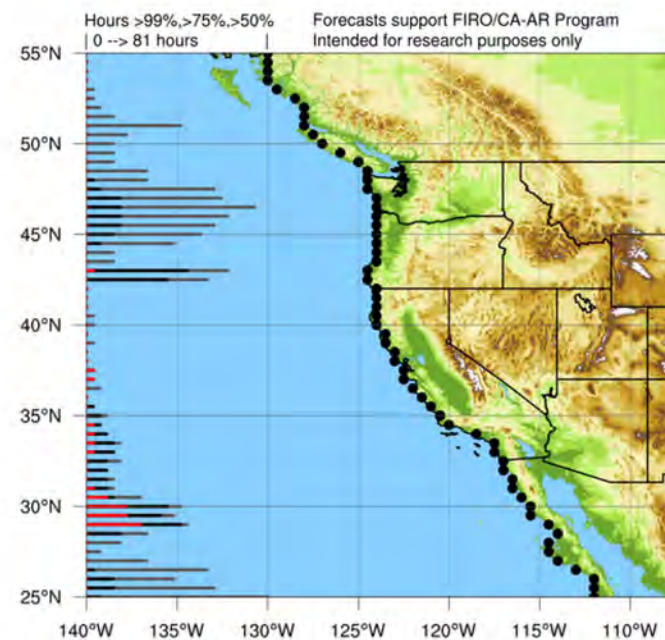 Hours >99%,>75%,>50% Forecasts support FIRO/CA-AR Program
| 0 --> 81 hours | Intended for research purposes only
55°N
50°N
45°N
40°N
35°N
30°N
25°N
140°W 135°W 130°W 125°W 120°W 115°W 110°W